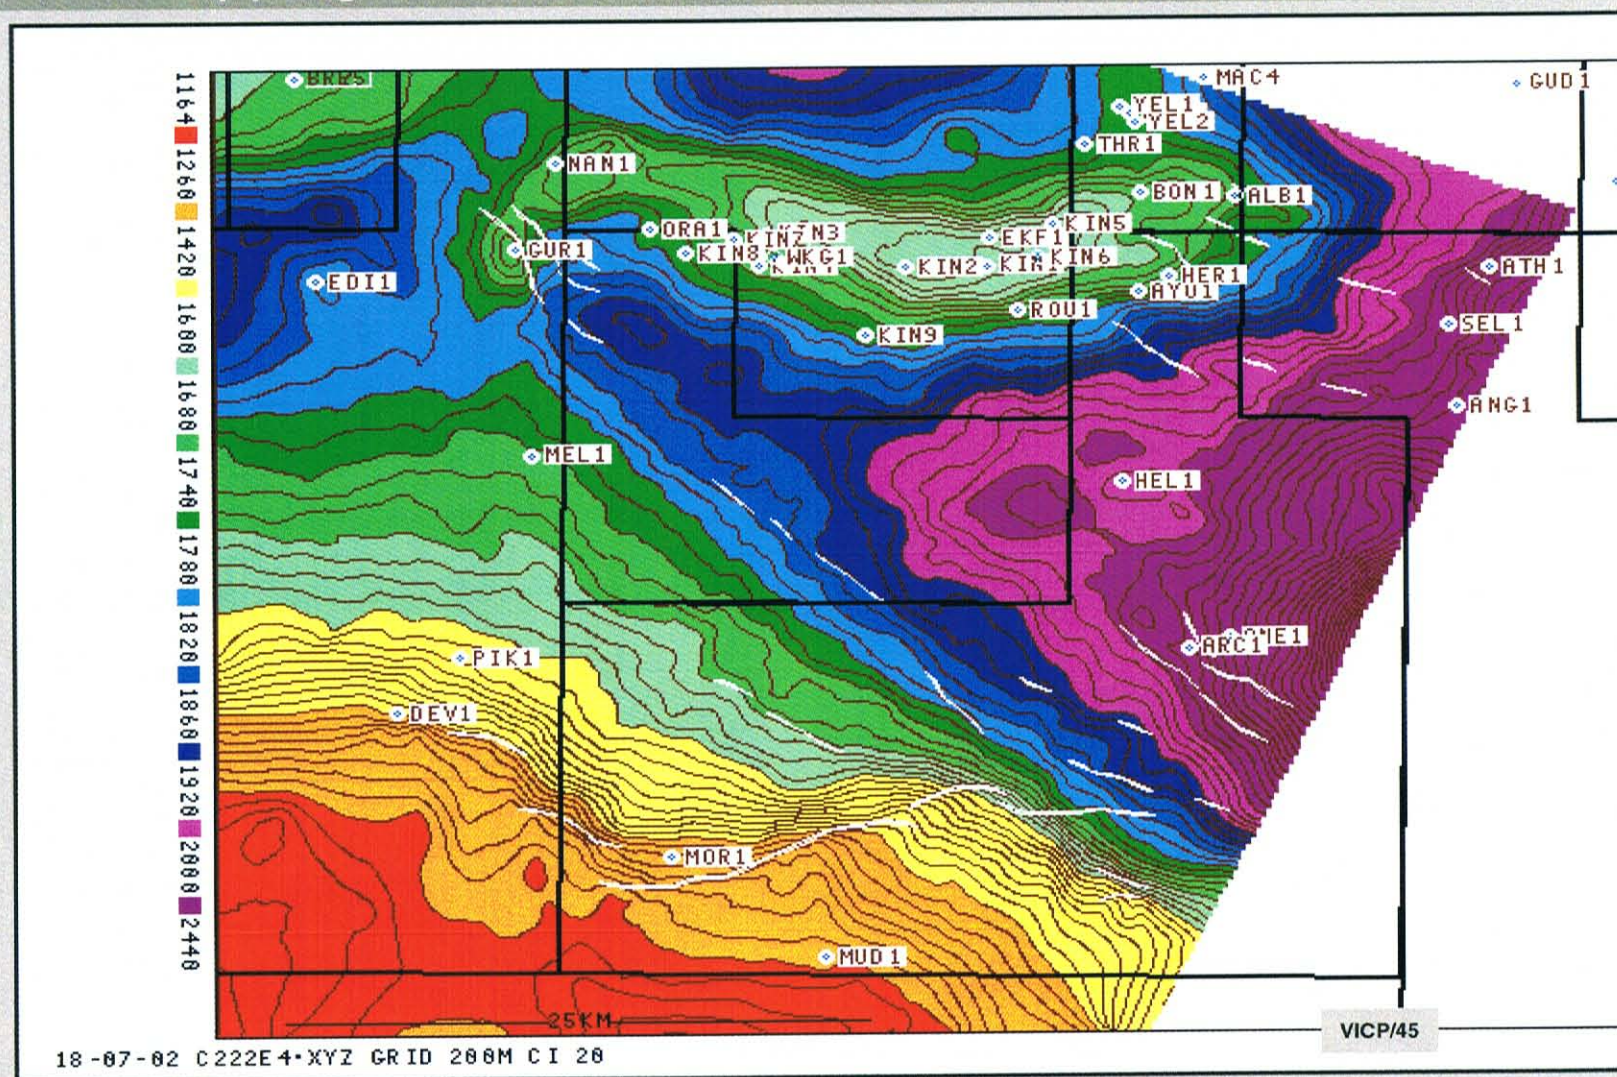 1164
1260
1420
1600
1680
1740
1780
1820
1860
1920
2000
2440
MAC4
GUD1
YEL1
YEL2
THR1
NAN1
BON1
ALB1
ORA1
KIN5
EKF1
GUR1
KIN8
WKG1
KIN2
KIN6
ATH1
EDI1
HER1
AYU1
ROU1
SEL1
KIN9
ANG1
MEL1
HEL1
ARC1
PIK1
DEV1
MOR1
MUD1
25KM
VICP/45
18-07-02 C222E4·XYZ GRID 200M CI 20